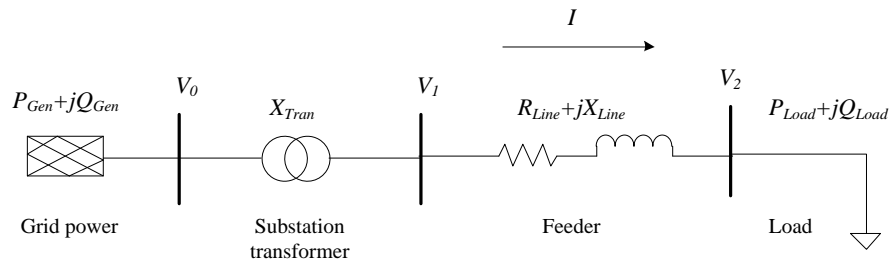 I
V0
V1
V2
PGen+jQGen
XTran
RLine+jXLine
PLoad+jQLoad
Grid power
Substation
transformer
Feeder
Load